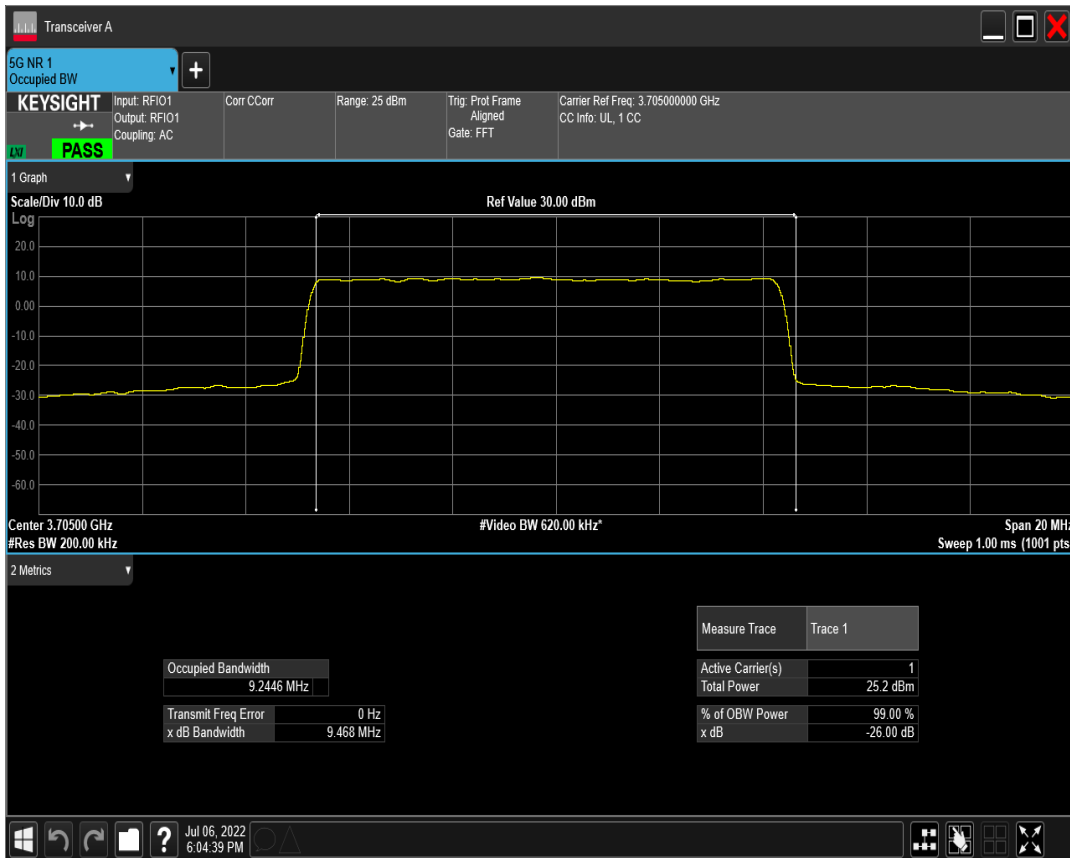 Transceiver A
5G NR 1
Occupied BW
+
KEYSIGHT
LXI
PASS
Input: RFIO1
Output: RFIO1
Coupling: AC
Corr CCorr
Range: 25 dBm
Trig: Prot Frame
Aligned
Gate: FFT
Carrier Ref Freq: 3.705000000 GHz
CC Info: UL, 1 CC
1 Graph
Scale/Div 10.0 dB
Ref Value 30.00 dBm
Log
20.0
10.0
0.00
-10.0
-20.0
-30.0
-40.0
-50.0
-60.0
Center 3.70500 GHz
#Video BW 620.00 kHz*
Span 20 MHz
#Res BW 200.00 kHz
Sweep 1.00 ms (1001 pts
2 Metrics
Measure Trace Trace 1
Occupied Bandwidth
9.2446 MHz
Active Carrier(s) 1
Total Power 25.2 dBm
Transmit Freq Error 0 Hz
x dB Bandwidth 9.468 MHz
% of OBW Power 99.00 %
x dB -26.00 dB
?
Jul 06, 2022
6:04:39 PM